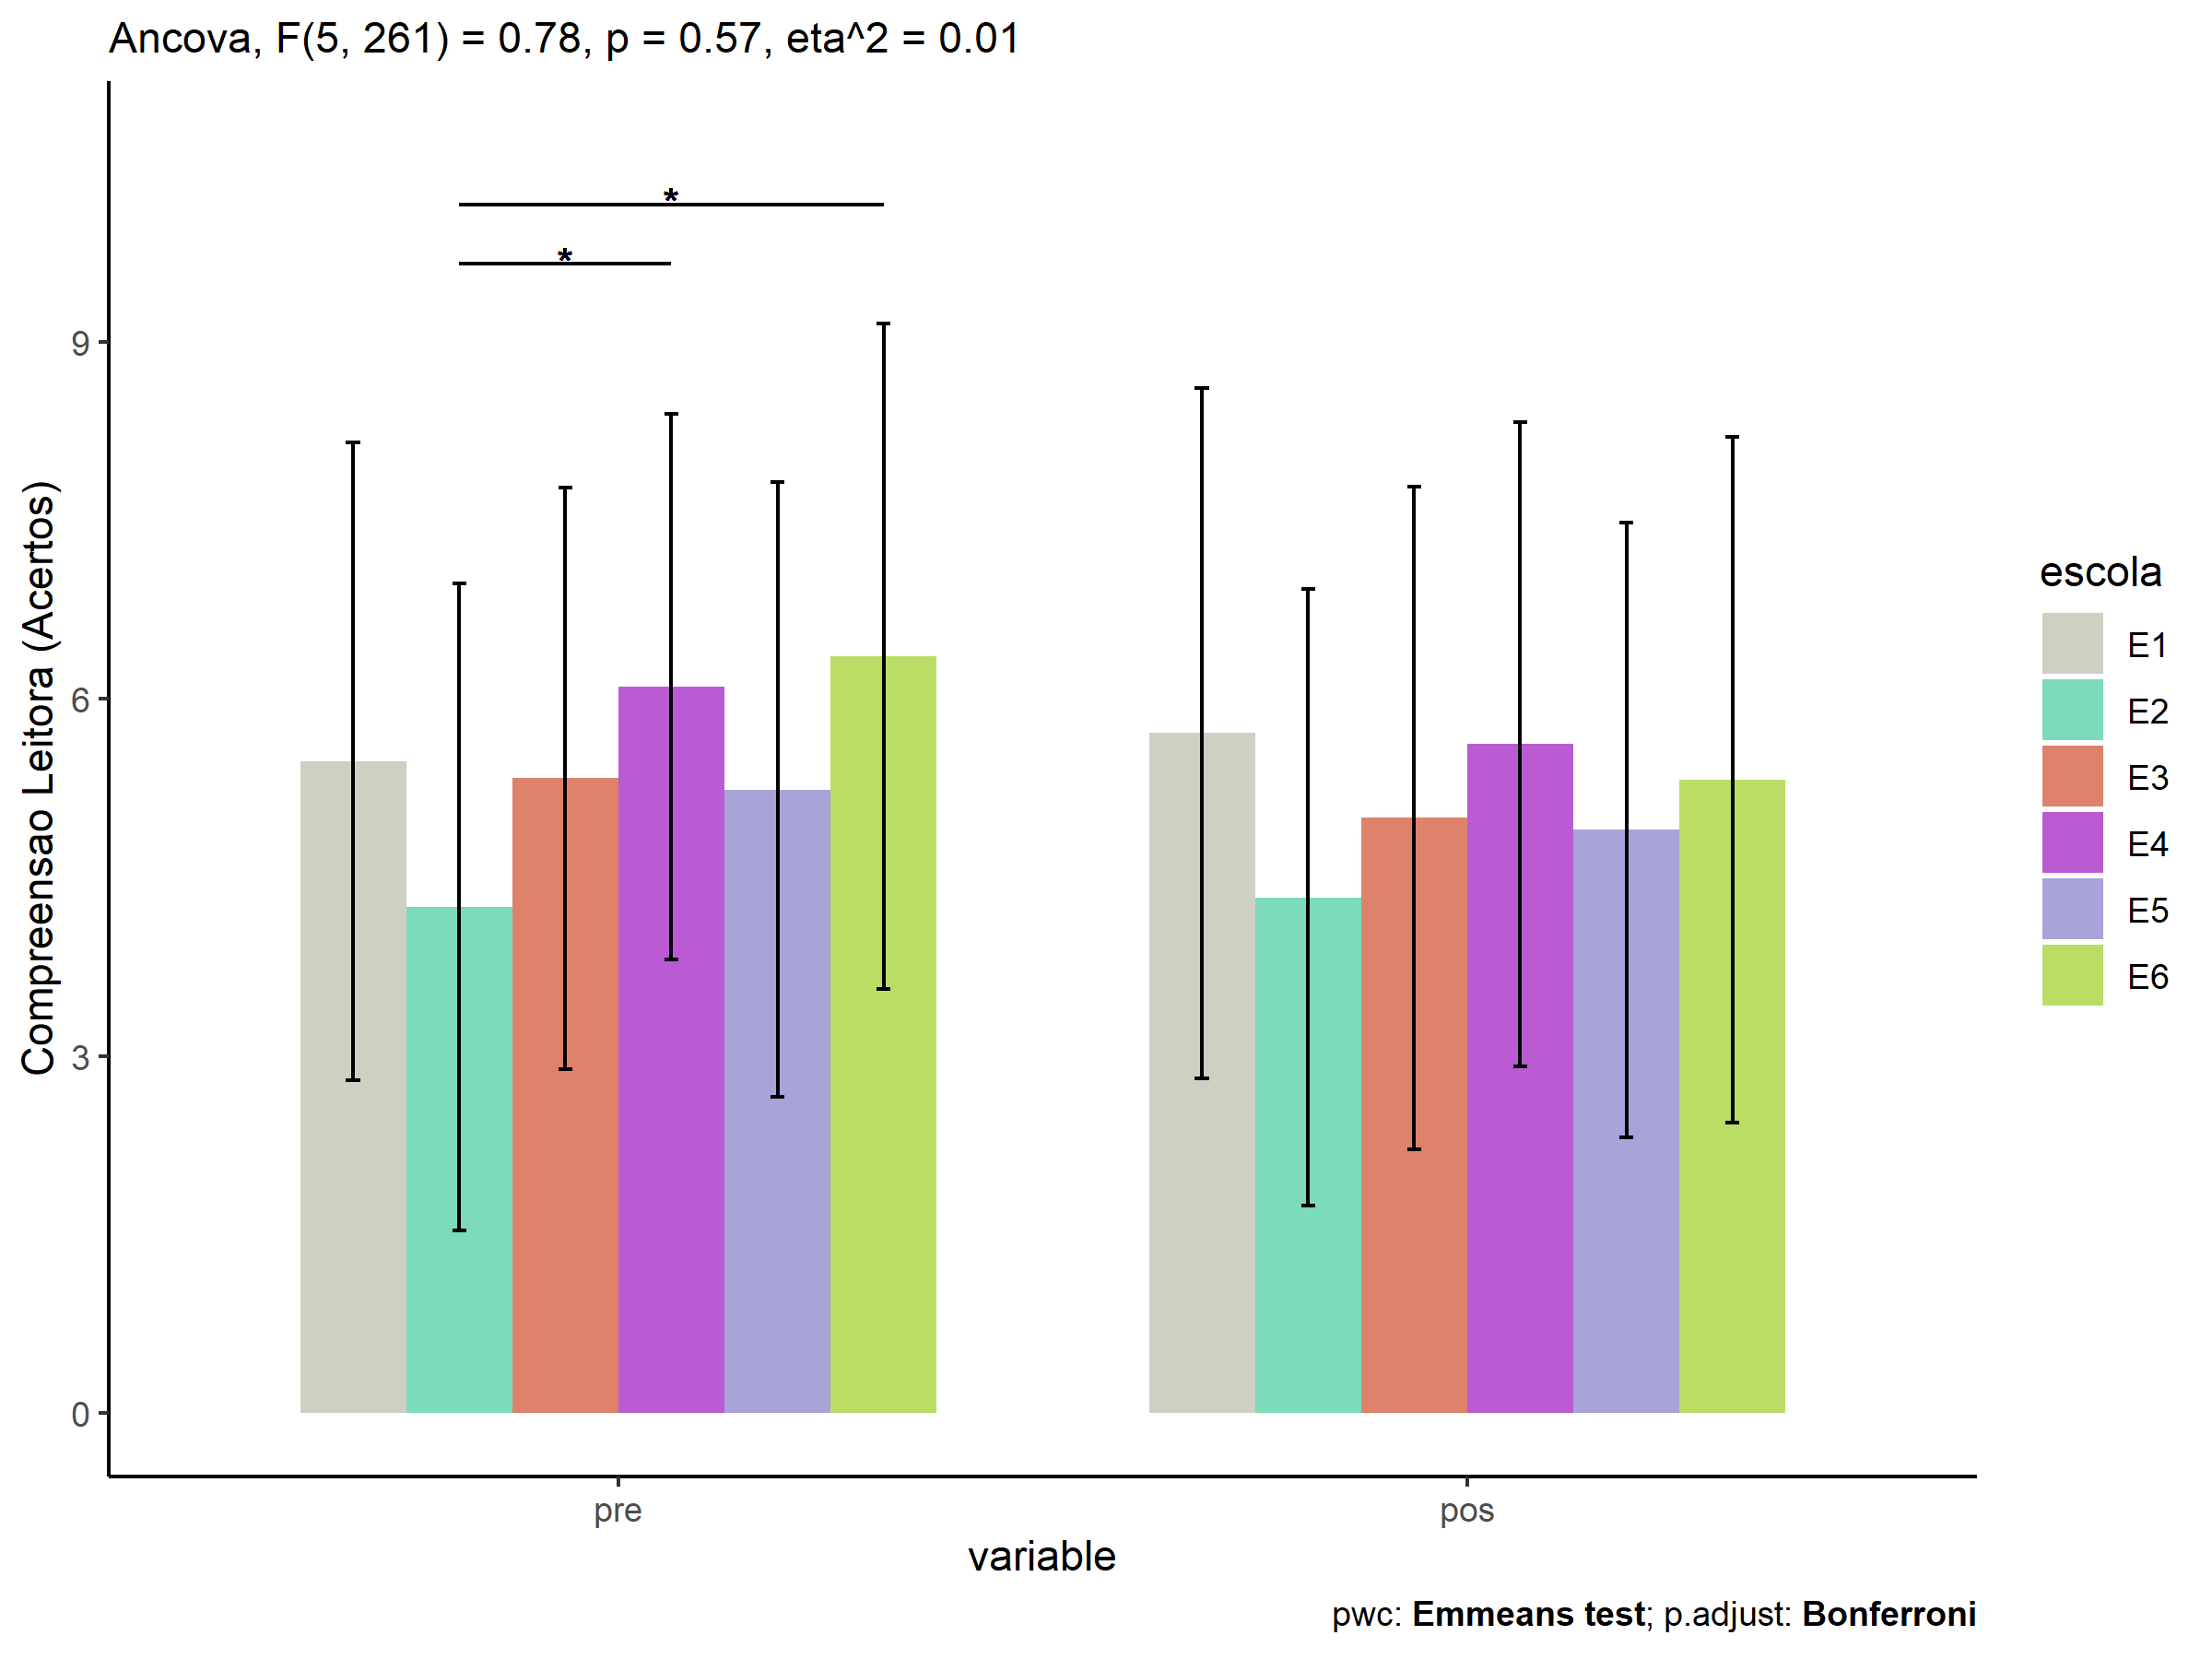 Ancova, F(5, 261) = 0.78, p = 0.57, eta^2 = 0.01
*
*
Compreensao Leitora (Acertos)
9
6
3
0
pre
pos
variable
escola
E1
E2
E3
E4
E5
E6
pwc: Emmeans test; p.adjust: Bonferroni